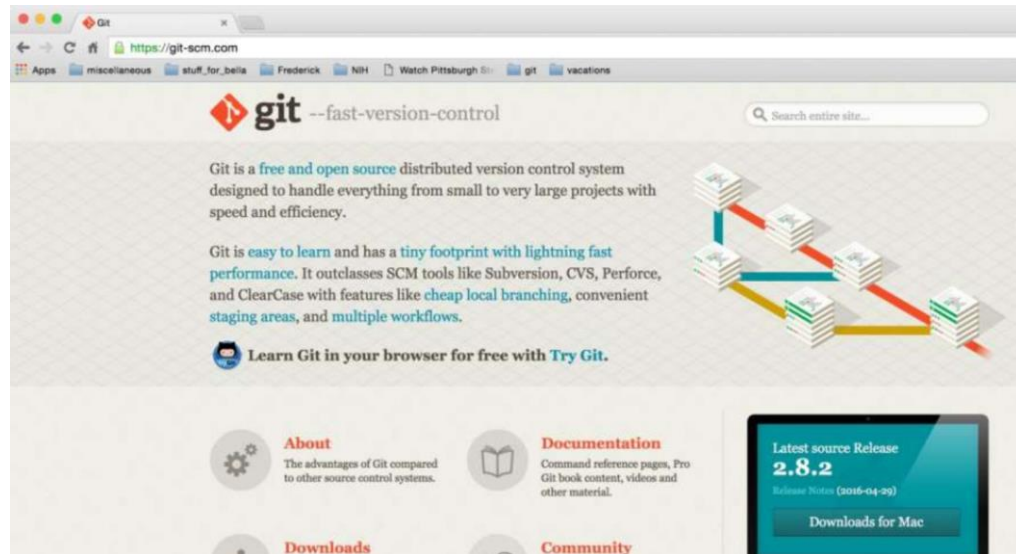 Git
https://git-scm.com
Apps miscellaneous stuff_for_bella Frederick NIH Watch Pittsburgh git vacations
git --fast-version-control
Search entire site...
Git is a free and open source distributed version control system
designed to handle everything from small to very large projects with
speed and efficiency.
Git is easy to learn and has a tiny footprint with lightning fast
performance. It outclasses SCM tools like Subversion, CVS, Perforce,
and ClearCase with features like cheap local branching, convenient
staging areas, and multiple workflows.
Learn Git in your browser for free with Try Git.
About
The advantages of Git compared
to other source control systems.
Documentation
Command reference pages, Pro
Git book content, videos and
other material.
Latest source Release
2.8.2
Release Notes (2016-04-29)
Downloads for Mac
Downloads
Community